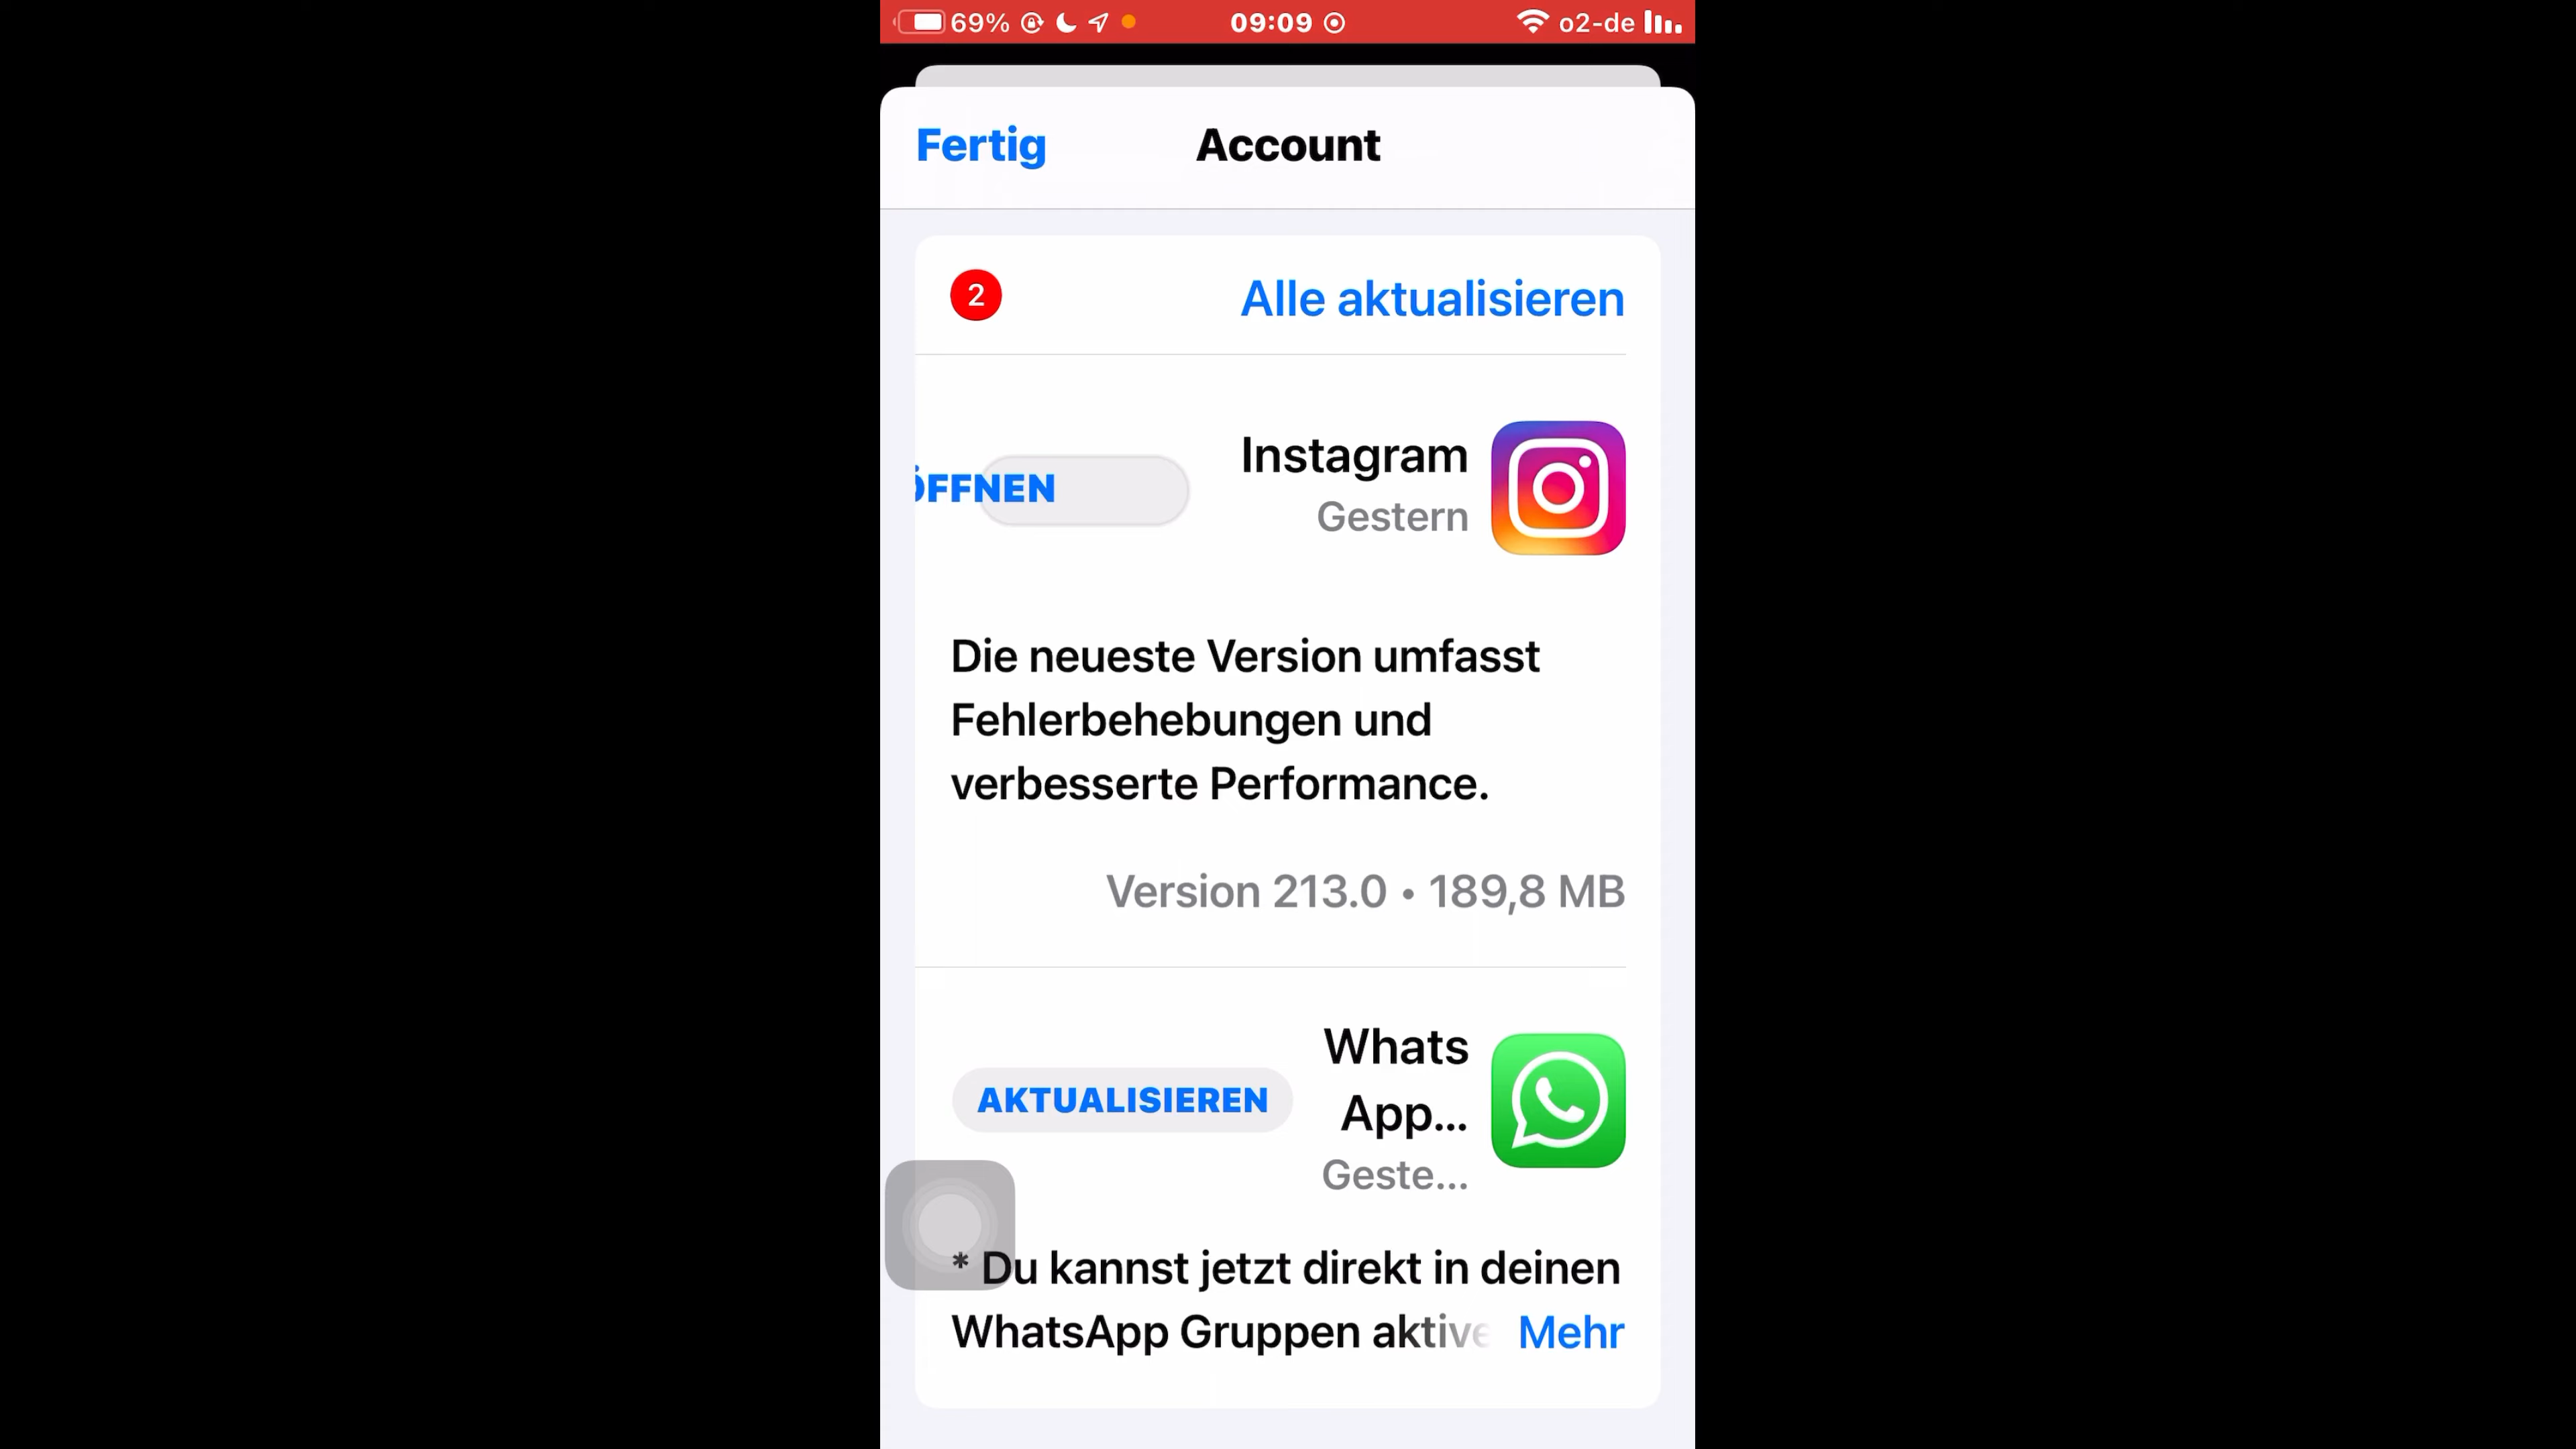 69% 09:09 o2-de
Fertig Account
2 Alle aktualisieren
ÖFFNEN Instagram
Gestern
Die neueste Version umfasst
Fehlerbehebungen und
verbesserte Performance.
Version 213.0 • 189,8 MB
AKTUALISIEREN Whats
App...
Geste...
* Du kannst jetzt direkt in deinen
WhatsApp Gruppen aktive Mehr